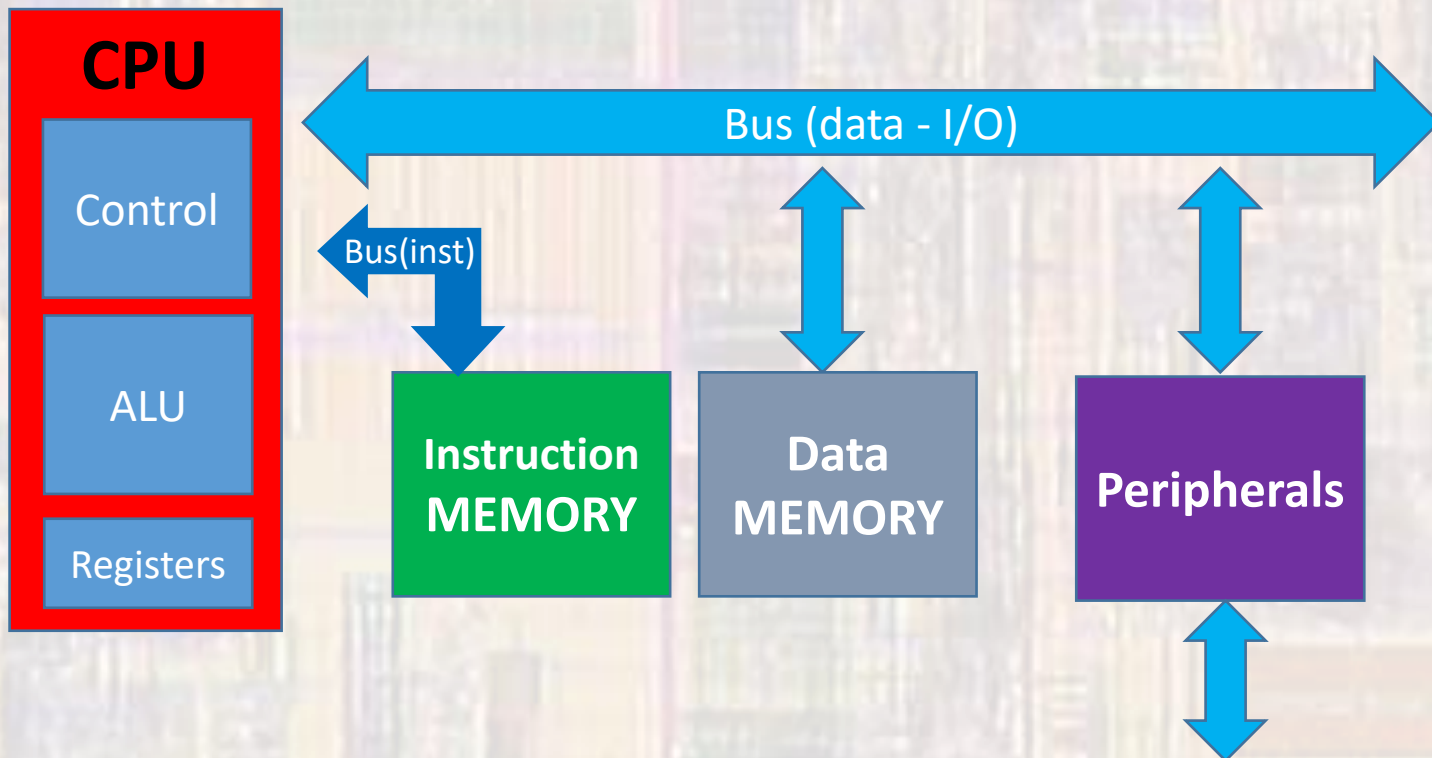 CPU
Control
ALU
Registers
Bus (data - I/O)
Bus(inst)
Instruction
MEMORY
Data
MEMORY
Peripherals